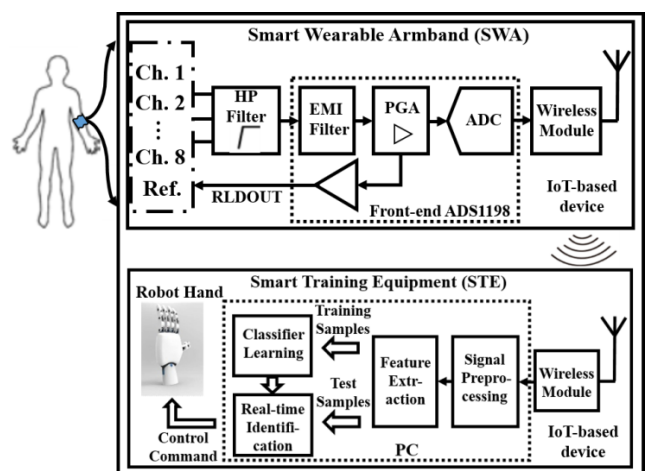 Smart Wearable Armband (SWA)
Ch. 1
Ch. 2
⋮
Ch. 8
Ref.
HP
Filter
EMI
Filter
PGA
ADC
Wireless
Module
RLDOUT
Front-end ADS1198
IoT-based
device
Smart Training Equipment (STE)
Robot Hand
Classifier
Learning
Training
Samples
Real-time
Identifi-
cation
Test
Samples
Feature
Extr-
action
Signal
Prepro-
cessing
Wireless
Module
Control
Command
PC
IoT-based
device